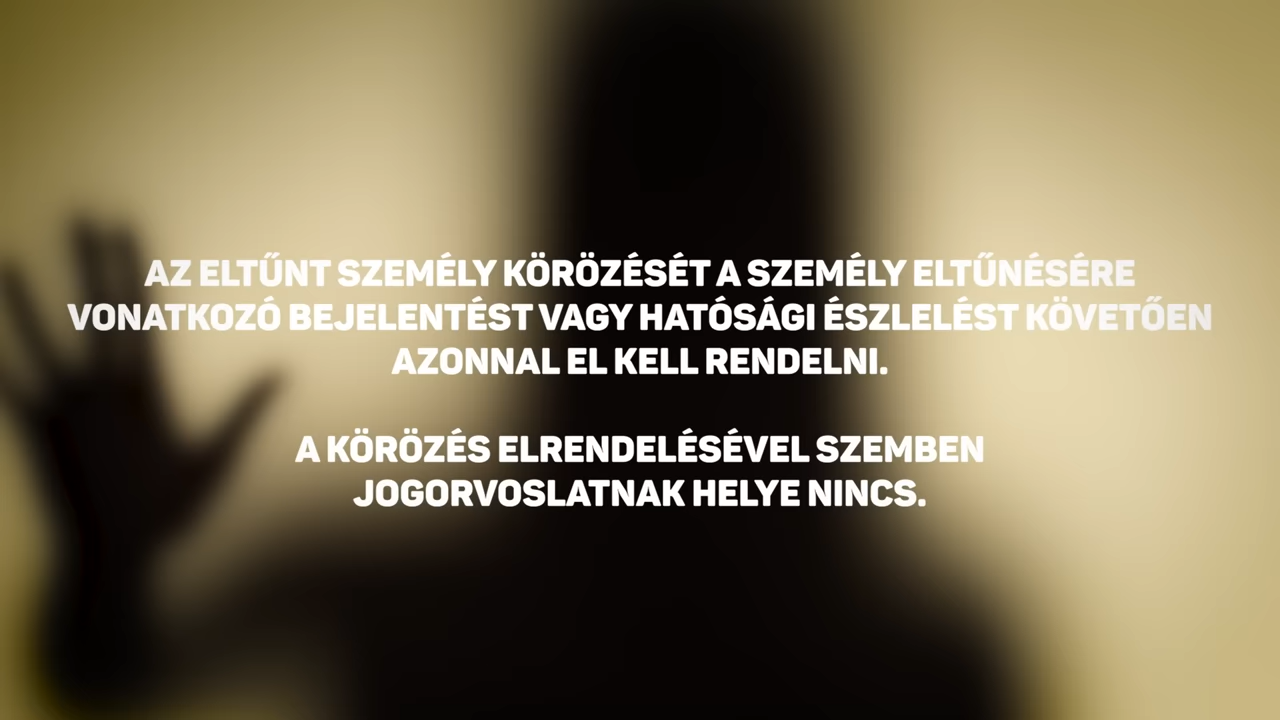 AZ ELTŰNT SZEMÉLY KÖRÖZÉSÉT A SZEMÉLY ELTŰNÉSÉRE
VONATKOZÓ BEJELENTÉST VAGY HATÓSÁGI ÉSZLELÉST KÖVETŐEN
AZONNAL EL KELL RENDELNI.
A KÖRÖZÉS ELRENDELÉSÉVEL SZEMBEN
JOGORVOSLATNAK HELYE NINCS.